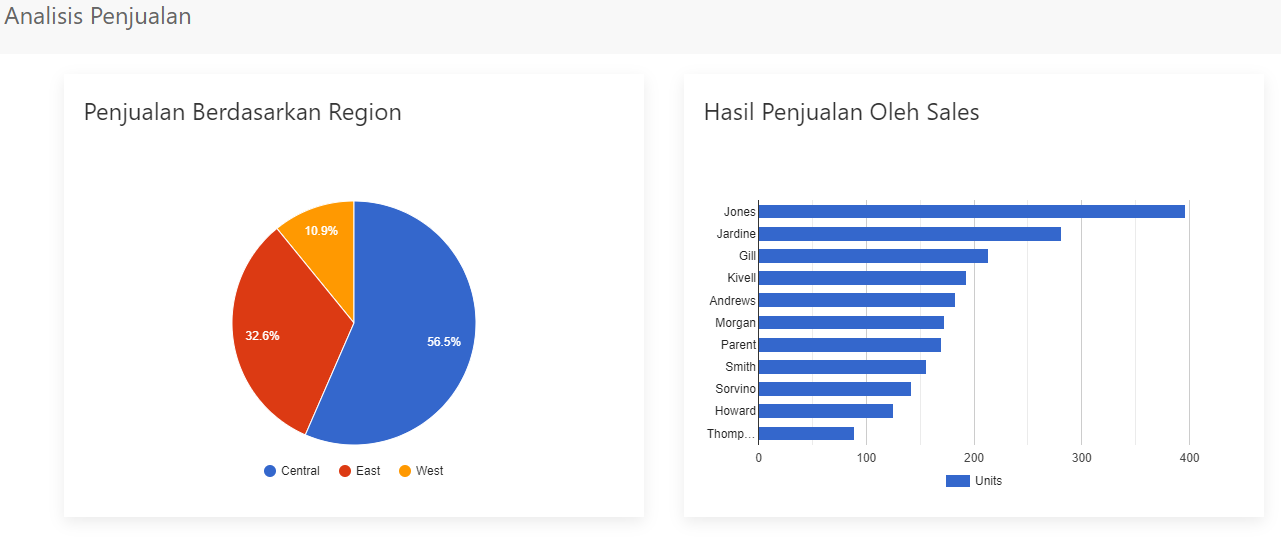 Analisis Penjualan
Penjualan Berdasarkan Region
10.9%
32.6%
56.5%
Central
East
West
Hasil Penjualan Oleh Sales
Jones
Jardine
Gill
Kivell
Andrews
Morgan
Parent
Smith
Sorvino
Howard
Thomp...
0 100 200 300 400
Units